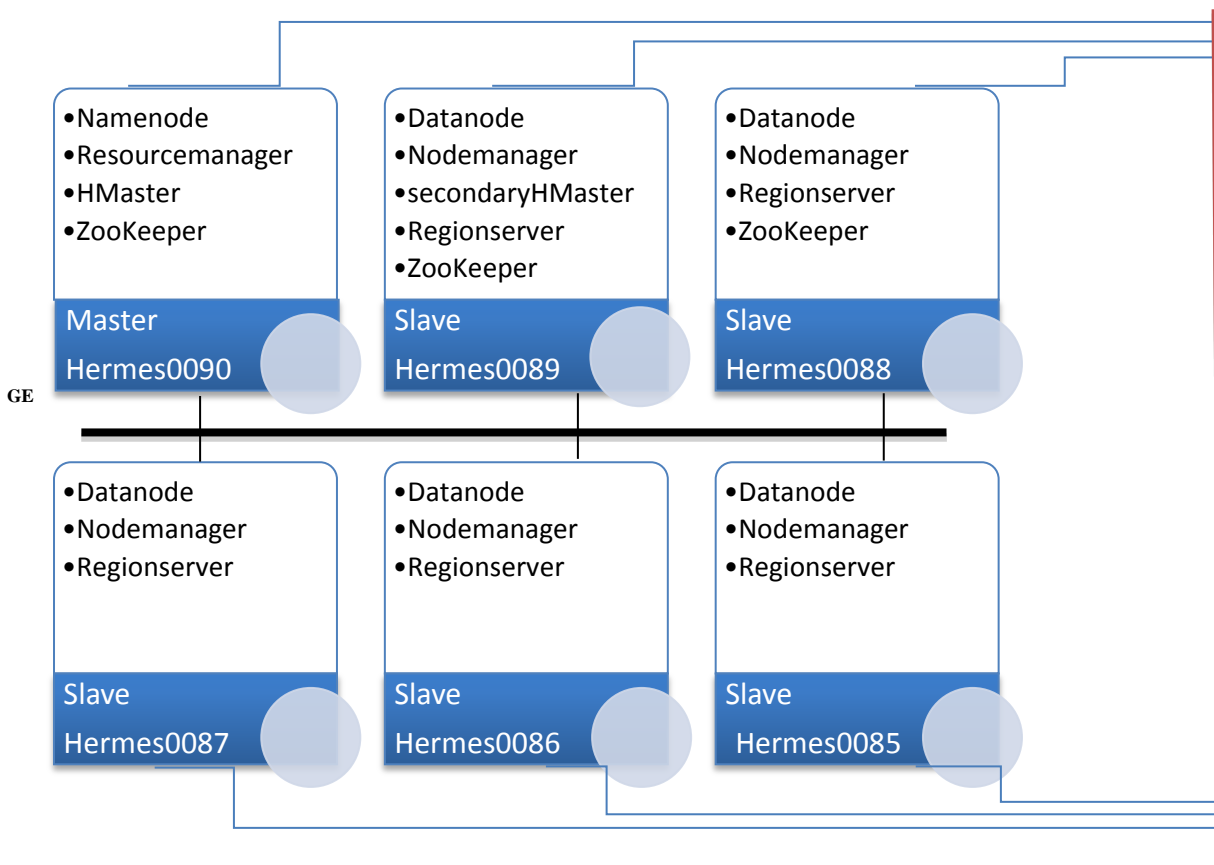 •Namenode
•Resourcemanager
•HMaster
•ZooKeeper
Master
Hermes0090
•Datanode
•Nodemanager
•secondaryHMaster
•Regionserver
•ZooKeeper
Slave
Hermes0089
•Datanode
•Nodemanager
•Regionserver
•ZooKeeper
Slave
Hermes0088
GE
•Datanode
•Nodemanager
•Regionserver
Slave
Hermes0087
•Datanode
•Nodemanager
•Regionserver
Slave
Hermes0086
•Datanode
•Nodemanager
•Regionserver
Slave
Hermes0085